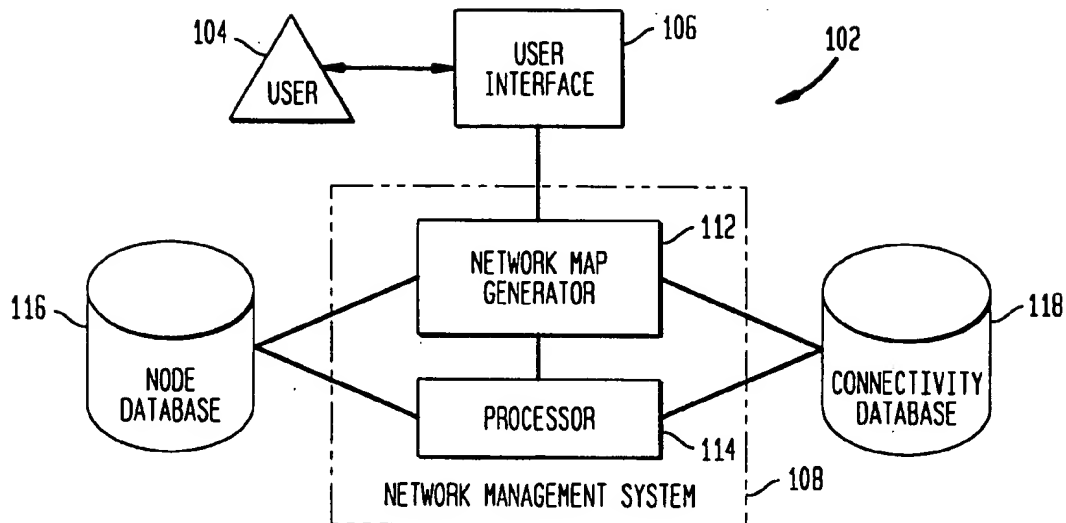 104
USER
USER
INTERFACE
106
102
NETWORK MAP
GENERATOR
112
116
NODE
DATABASE
PROCESSOR
114
118
CONNECTIVITY
DATABASE
NETWORK MANAGEMENT SYSTEM
108